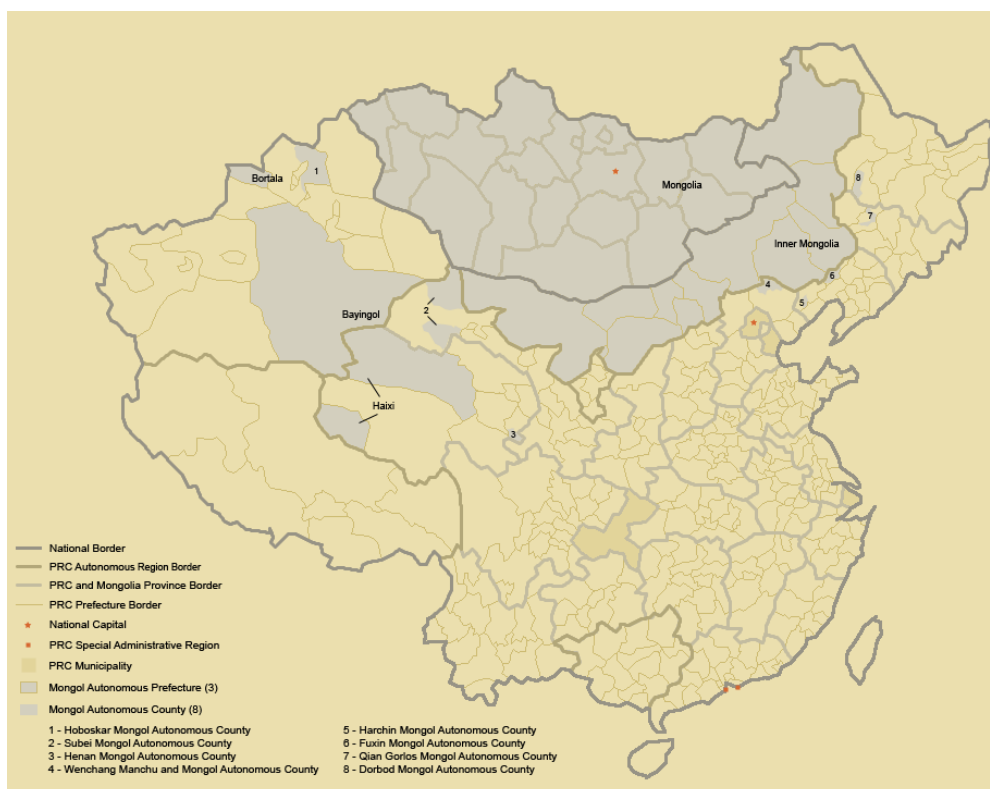 Bortala
1
Mongolia
8
7
Inner Mongolia
6
4
5
Bayingol
2
Haixi
3
National Border
PRC Autonomous Region Border
PRC and Mongolia Province Border
PRC Prefecture Border
National Capital
PRC Special Administrative Region
PRC Municipality
Mongol Autonomous Prefecture (3)
Mongol Autonomous County (8)
1 - Hoboskar Mongol Autonomous County
2 - Subei Mongol Autonomous County
3 - Henan Mongol Autonomous County
4 - Wenchang Manchu and Mongol Autonomous County
5 - Harchin Mongol Autonomous County
6 - Fuxin Mongol Autonomous County
7 - Qian Gorlos Mongol Autonomous County
8 - Dorbod Mongol Autonomous County